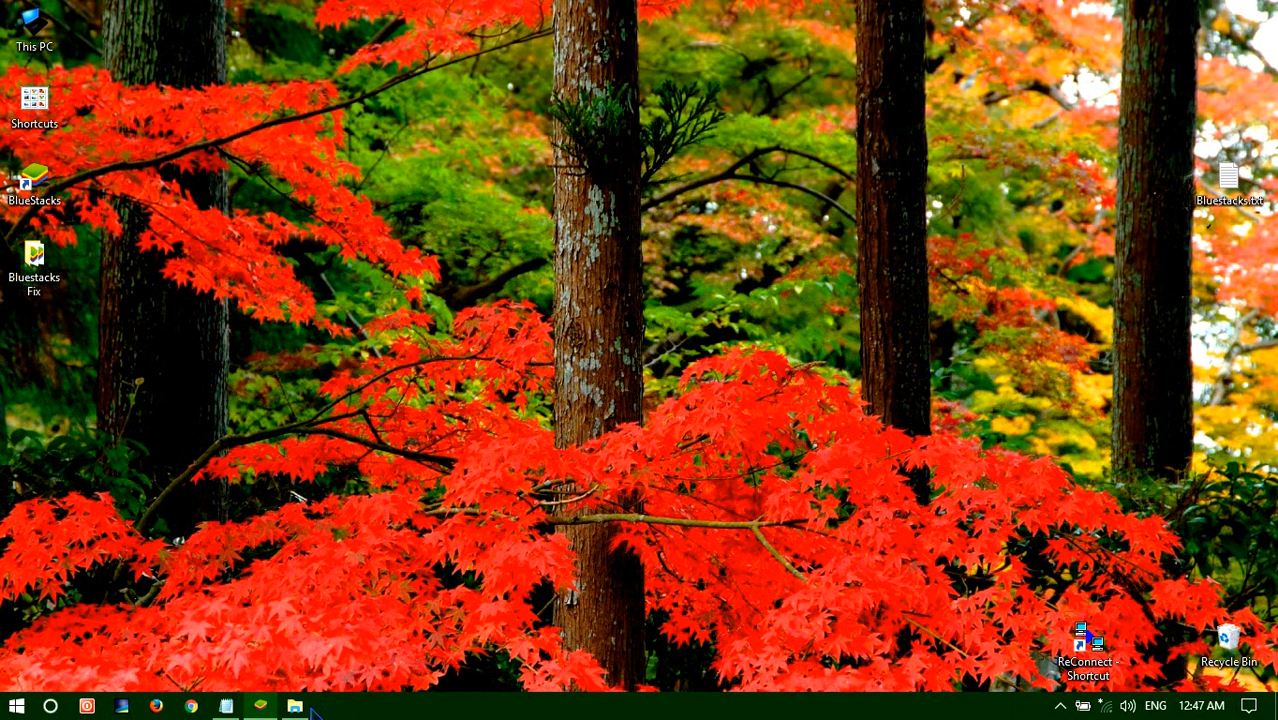 This PC
Shortcuts
BlueStacks
Bluestacks
Fix
Bluestacks.txt
ReConnect -
Shortcut
Recycle Bin
ENG
12:47 AM